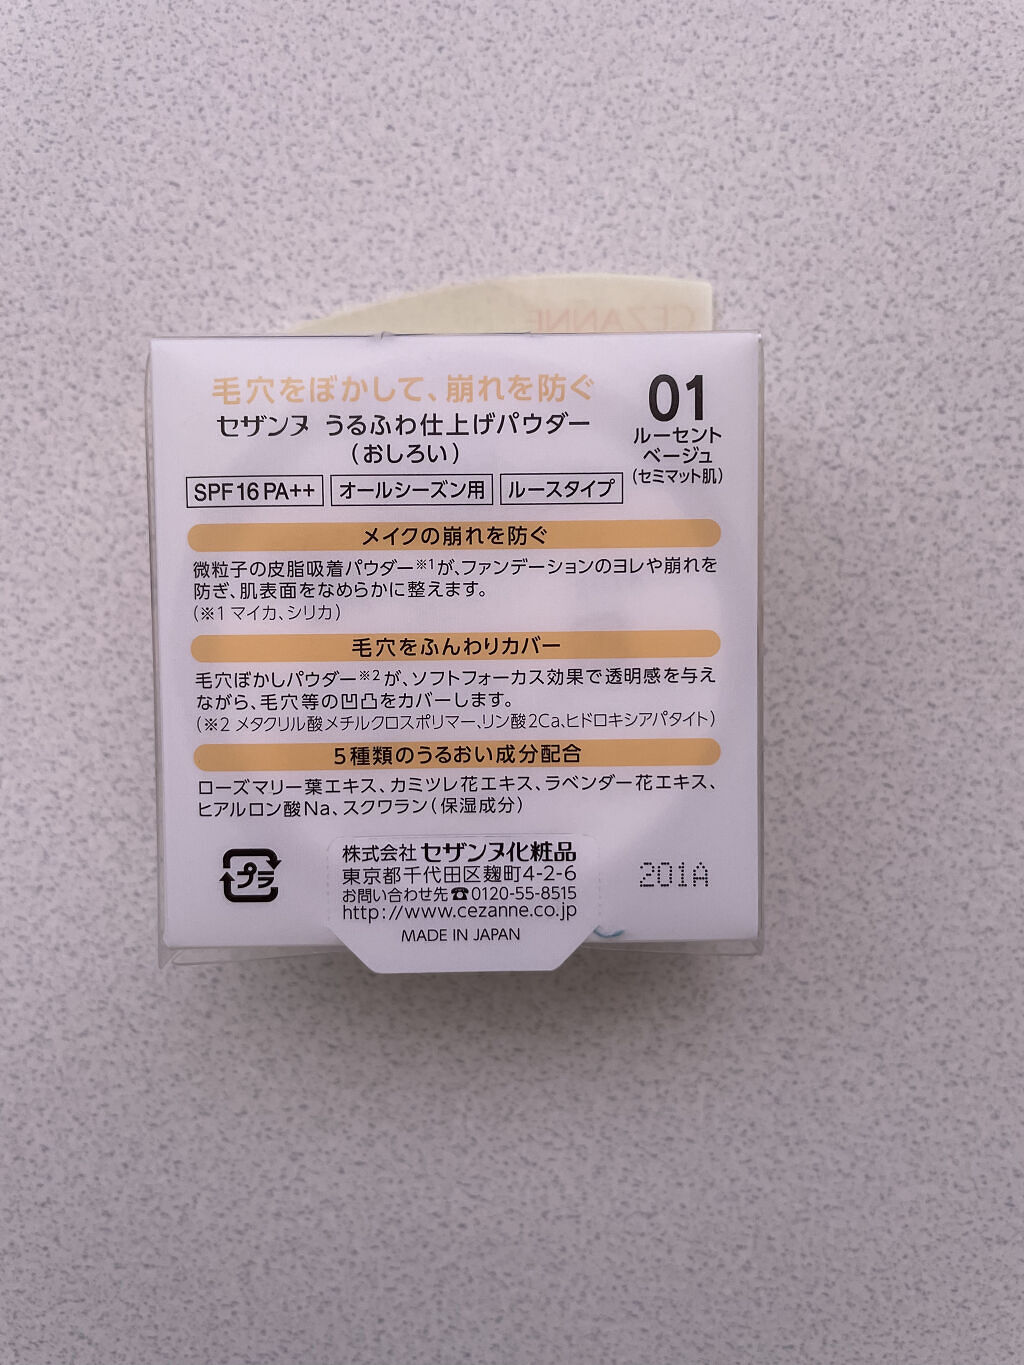 CEZANNE
毛穴をぼかして、崩れを防ぐ
セザンヌ うるふわ仕上げパウダー
(おしろい)
01
ルーセント
ベージュ
(セミマット肌)
SPF16 PA++ オールシーズン用 ルースタイプ
メイクの崩れを防ぐ
微粒子の皮脂吸着パウダー※1が、ファンデーションのヨレや崩れを
防ぎ、肌表面をなめらかに整えます。
(※1 マイカ、シリカ)
毛穴をふんわりカバー
毛穴ぼかしパウダー※2が、ソフトフォーカス効果で透明感を与え
ながら、毛穴等の凹凸をカバーします。
(※2 メタクリル酸メチルクロスポリマー、リン酸2Ca、ヒドロキシアパタイト)
5種類のうるおい成分配合
ローズマリー葉エキス、カミツレ花エキス、ラベンダー花エキス、
ヒアルロン酸Na、スクワラン(保湿成分)
プラ
株式会社 セザンヌ化粧品
東京都千代田区麹町4-2-6
お問い合わせ先☎0120-55-8515
http://www.cezanne.co.jp
MADE IN JAPAN
201A